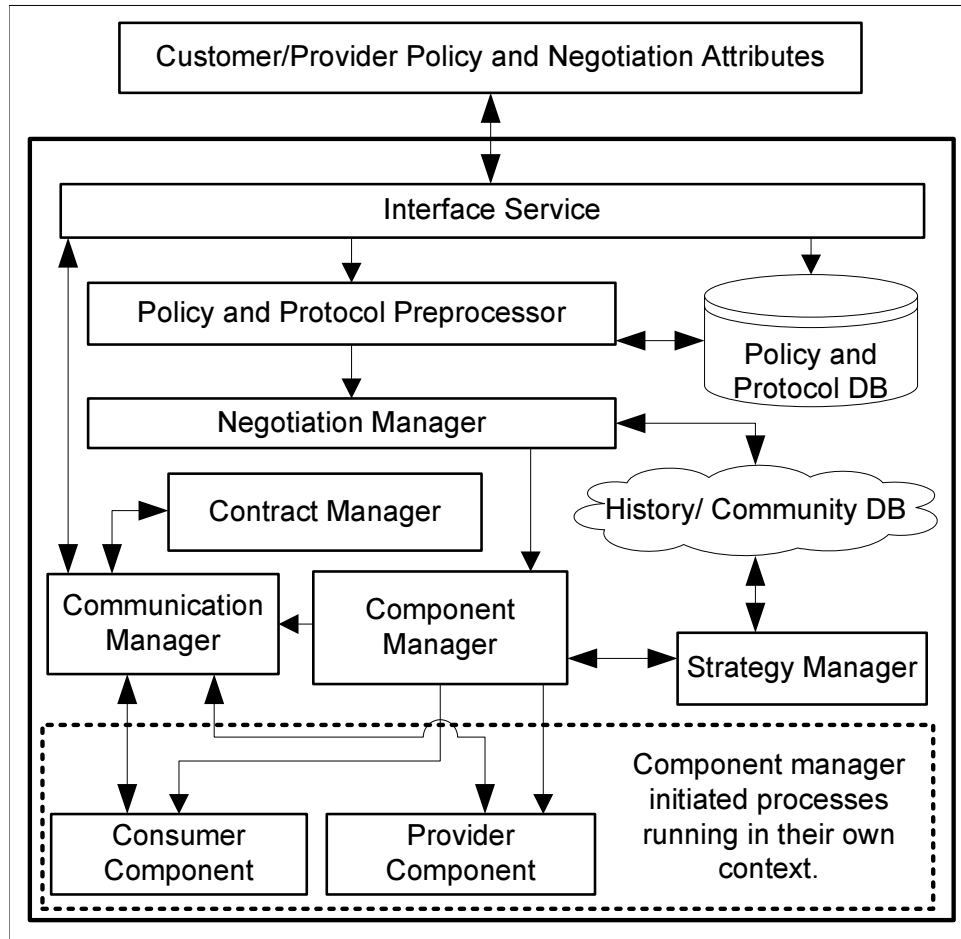 Customer/Provider Policy and Negotiation Attributes
Interface Service
Policy and Protocol Preprocessor
Policy and
Protocol DB
Negotiation Manager
Contract Manager
History/ Community DB
Communication
Manager
Component
Manager
Strategy Manager
Component manager
initiated processes
running in their own
context.
Consumer
Component
Provider
Component